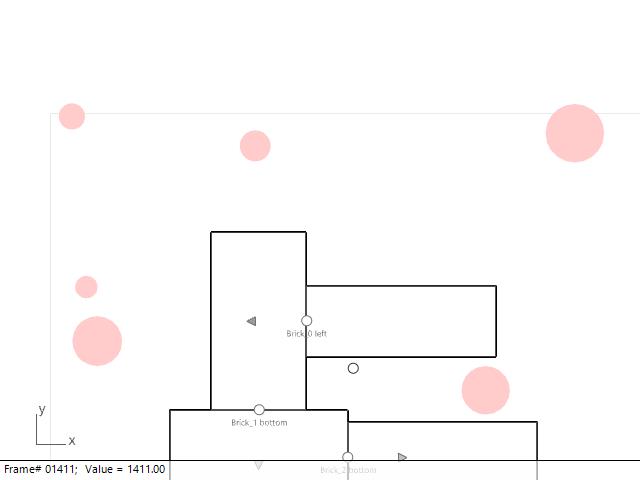 Brick_0 left
y
Brick_1 bottom
x
Frame# 01411; Value = 1411.00
Brick_2 bottom